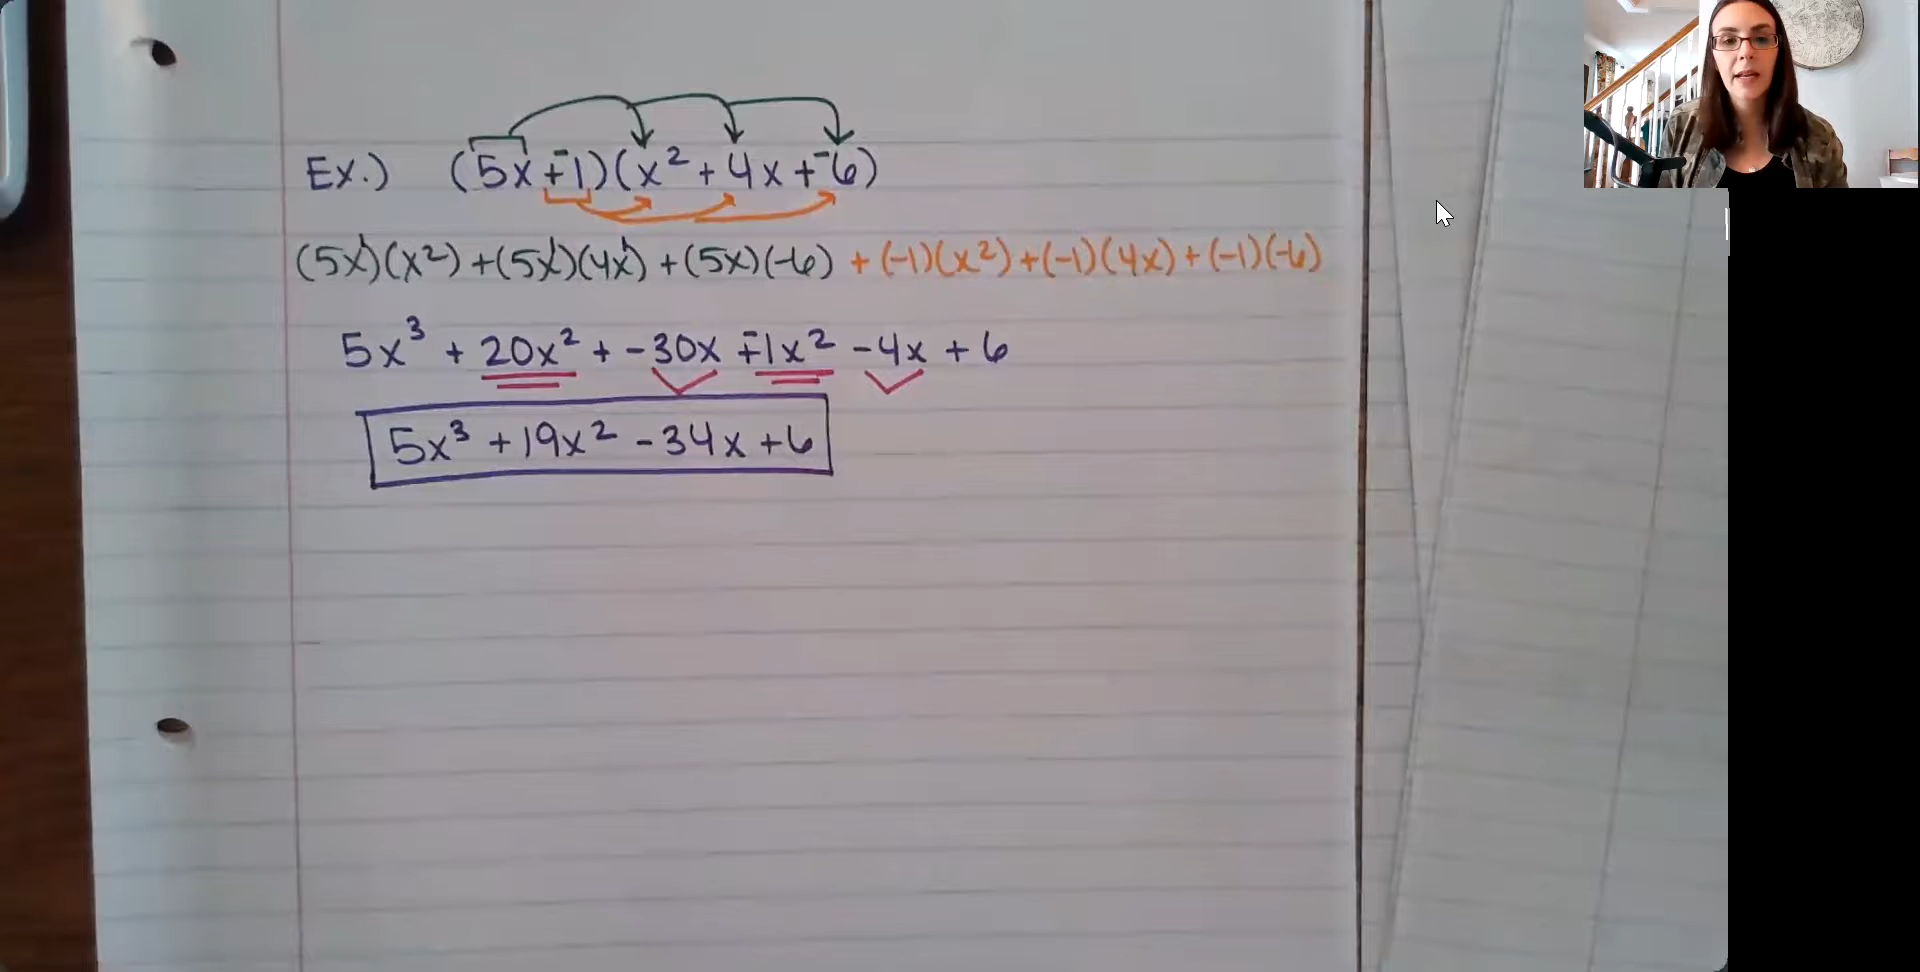 Ex.) (5x + -1)(x² + 4x + -6)
(5x)(x²) + (5x)(4x) + (5x)(-6) + (-1)(x²) + (-1)(4x) + (-1)(-6)
5x³ + 20x² + -30x + -1x² - 4x + 6
5x³ + 19x² - 34x + 6